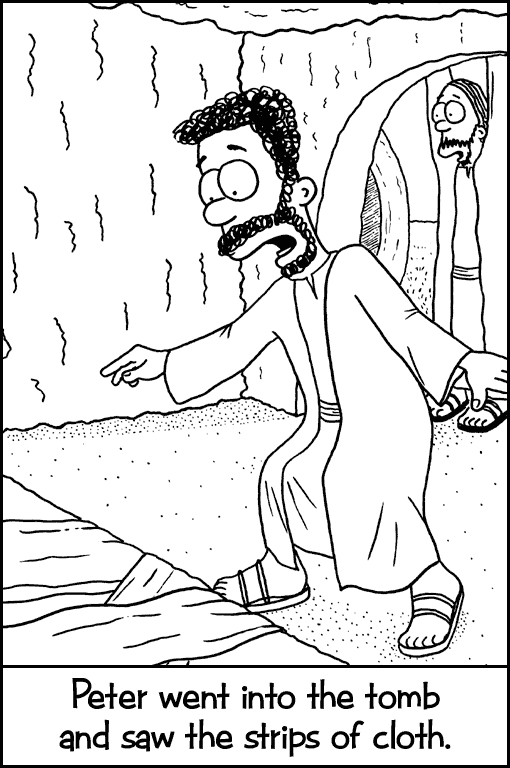 Peter went into the tomb
and saw the strips of cloth.